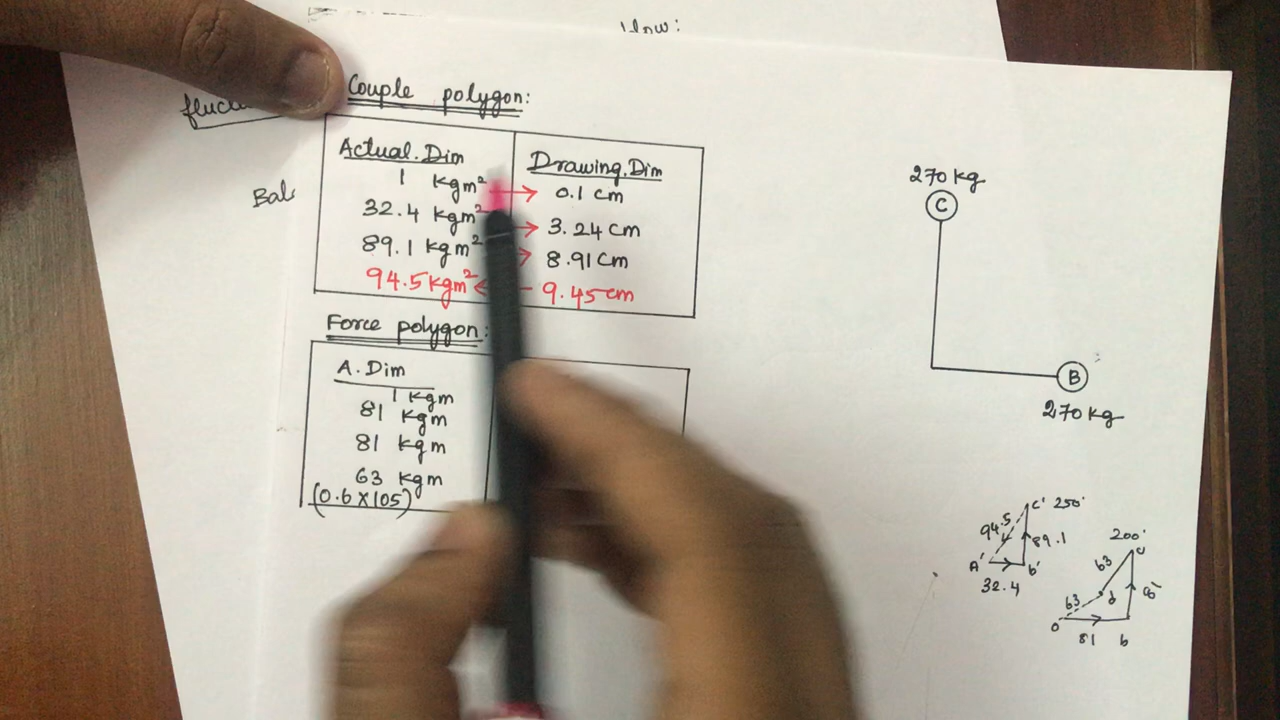 Couple polygon:
Actual.Dim
Drawing.Dim
1 Kgm² → 0.1 cm
32.4 Kgm² → 3.24 cm
89.1 Kgm² → 8.91 cm
94.5 Kgm² ← 9.45 cm
Bal
Force polygon:
A. Dim
1 Kgm
81 Kgm
81 Kgm
63 Kgm
(0.6 X 105)
270 kg
C
B
270 kg
c' 250'
94.5
89.1
A'
b'
32.4
200'
63
63
d
o
81
b